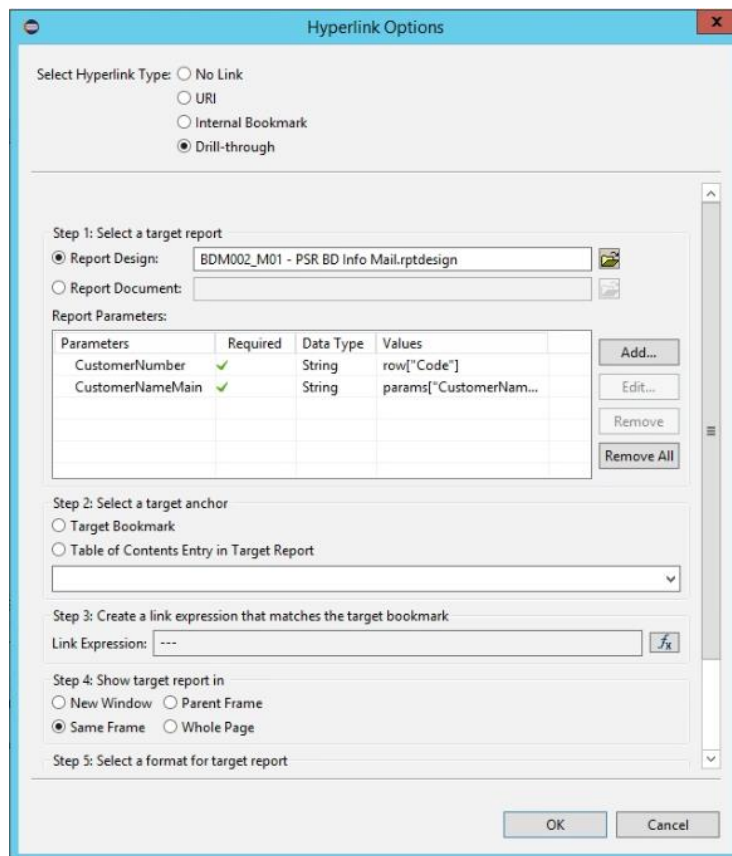 Hyperlink Options
x
Select Hyperlink Type: No Link
URI
Internal Bookmark
Drill-through
Step 1: Select a target report
Report Design: BDM002_M01 - PSR BD Info Mail.rptdesign
Report Document:
Report Parameters:
Parameters Required Data Type Values
CustomerNumber ✓ String row["Code"]
CustomerNameMain ✓ String params["CustomerNam...
Add...
Edit...
Remove
Remove All
Step 2: Select a target anchor
Target Bookmark
Table of Contents Entry in Target Report
Step 3: Create a link expression that matches the target bookmark
Link Expression: --- fx
Step 4: Show target report in
New Window Parent Frame
Same Frame Whole Page
Step 5: Select a format for target report
OK Cancel